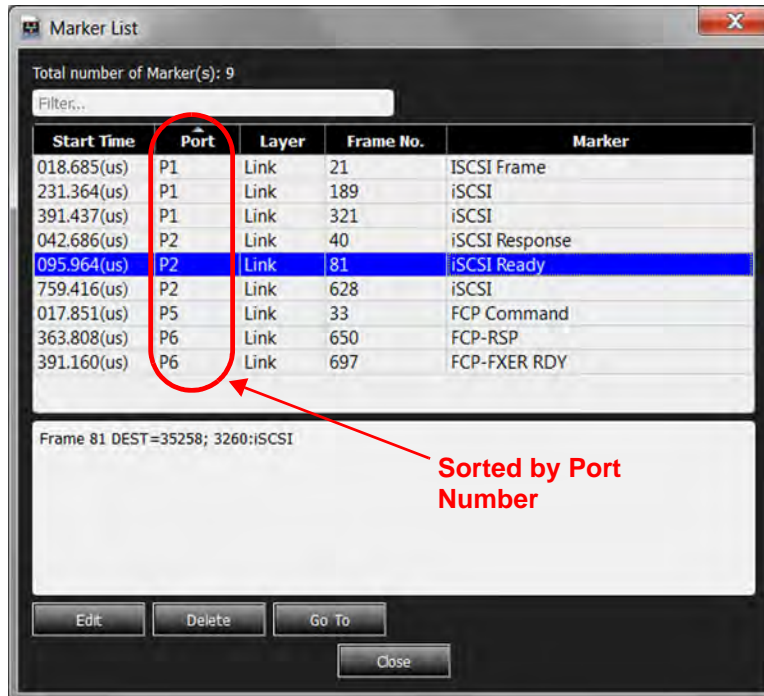 Marker List
X
Total number of Marker(s): 9
Filter...
Start Time Port Layer Frame No. Marker
018.685(us) P1 Link 21 ISCSI Frame
231.364(us) P1 Link 189 iSCSI
391.437(us) P1 Link 321 iSCSI
042.686(us) P2 Link 40 iSCSI Response
095.964(us) P2 Link 81 iSCSI Ready
759.416(us) P2 Link 628 iSCSI
017.851(us) P5 Link 33 FCP Command
363.808(us) P6 Link 650 FCP-RSP
391.160(us) P6 Link 697 FCP-FXER RDY
Frame 81 DEST=35258; 3260:iSCSI
Sorted by Port
Number
Edit Delete Go To
Close